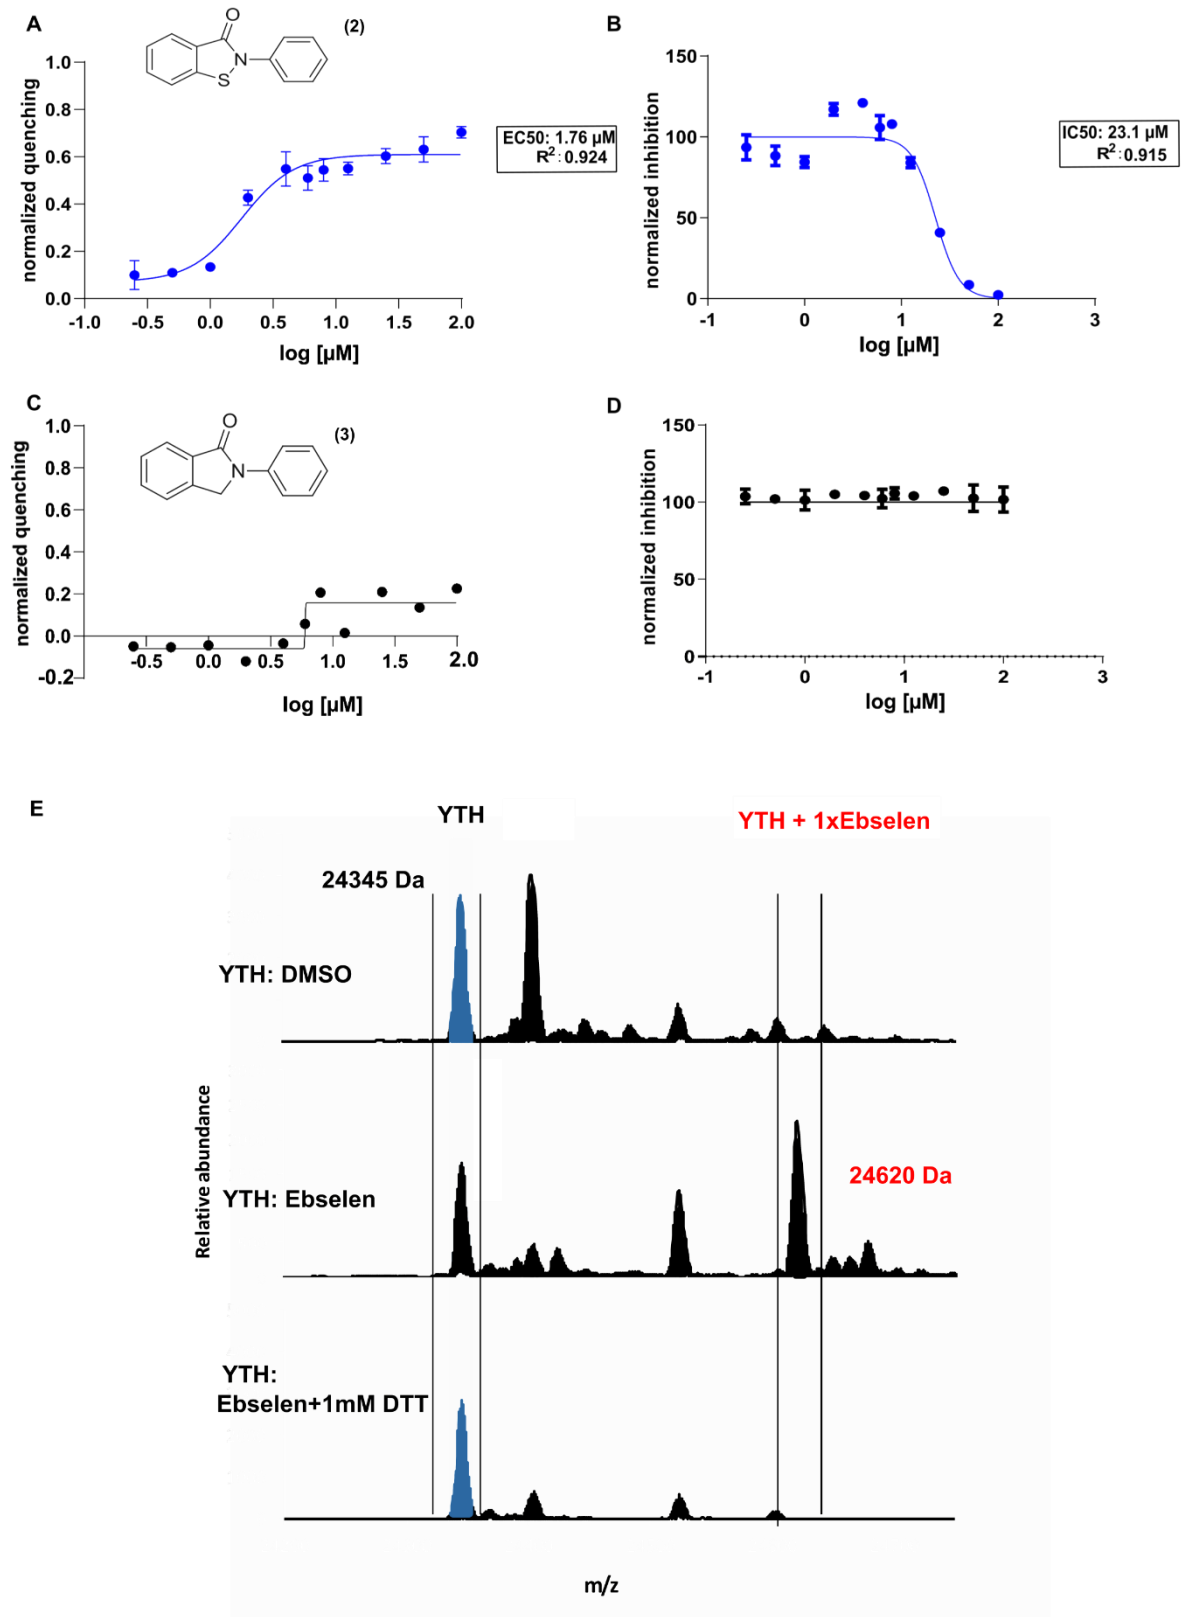 A
(2)
O
N
S
normalized quenching
1.0
0.8
0.6
0.4
0.2
0.0
-1.0 -0.5 0.0 0.5 1.0 1.5 2.0
log [µM]
EC50: 1.76 µM
R2:0.924
B
normalized inhibition
150
100
50
0
-1 0 1 2 3
log [µM]
IC50: 23.1 µM
R2:0.915
C
(3)
O
N
normalized quenching
1.0
0.8
0.6
0.4
0.2
0.0
-0.2
-0.5 0.0 0.5 1.0 1.5 2.0
log [µM]
D
normalized inhibition
150
100
50
0
-1 0 1 2 3
log [µM]
E
YTH
YTH + 1xEbselen
24345 Da
YTH: DMSO
Relative abundance
24620 Da
YTH: Ebselen
YTH:
Ebselen+1mM DTT
m/z